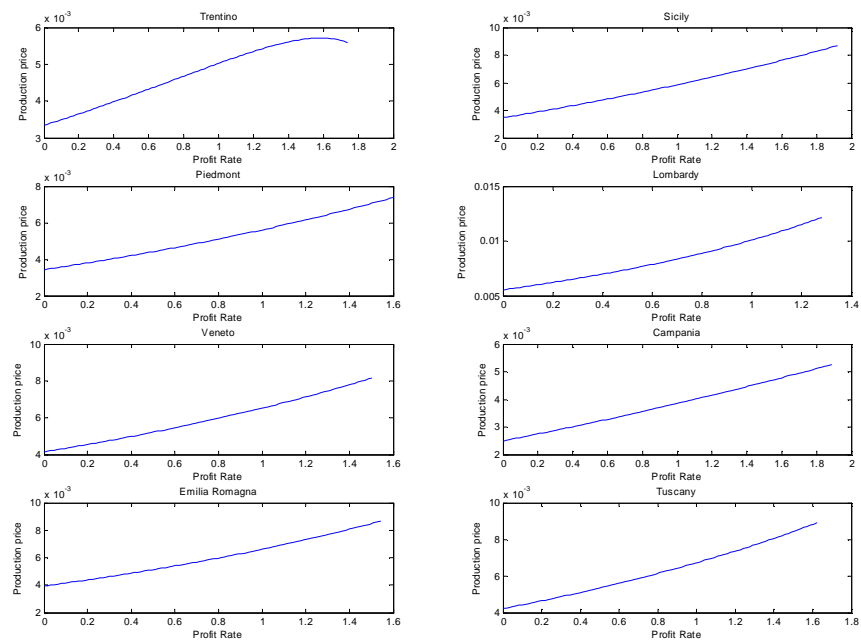 Trentino
x 10-3
6
5
4
3
0 0.2 0.4 0.6 0.8 1 1.2 1.4 1.6 1.8 2
Production price
Profit Rate
Sicily
x 10-3
10
8
6
4
2
0 0.2 0.4 0.6 0.8 1 1.2 1.4 1.6 1.8 2
Production price
Profit Rate
Piedmont
x 10-3
8
6
4
2
0 0.2 0.4 0.6 0.8 1 1.2 1.4 1.6
Production price
Profit Rate
Lombardy
0.015
0.01
0.005
0 0.2 0.4 0.6 0.8 1 1.2 1.4
Production price
Profit Rate
Veneto
x 10-3
10
8
6
4
0 0.2 0.4 0.6 0.8 1 1.2 1.4 1.6
Production price
Profit Rate
Campania
x 10-3
6
5
4
3
2
0 0.2 0.4 0.6 0.8 1 1.2 1.4 1.6 1.8 2
Production price
Profit Rate
Emilia Romagna
x 10-3
10
8
6
4
2
0 0.2 0.4 0.6 0.8 1 1.2 1.4 1.6
Production price
Profit Rate
Tuscany
x 10-3
10
8
6
4
0 0.2 0.4 0.6 0.8 1 1.2 1.4 1.6 1.8
Production price
Profit Rate